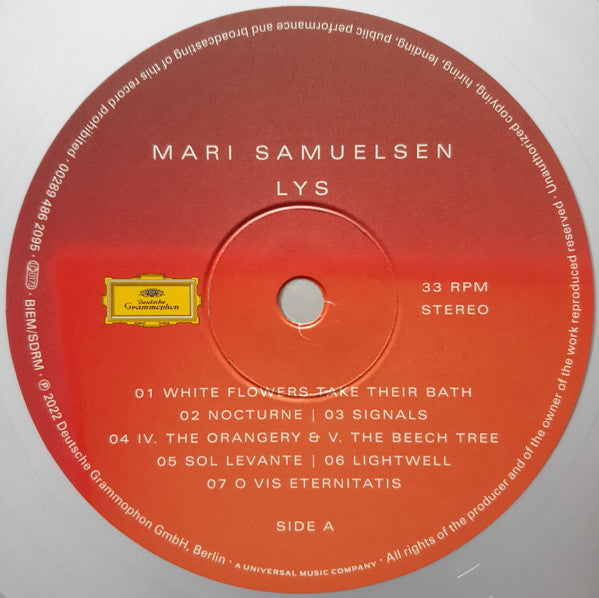 MARI SAMUELSEN
LYS
Deutsche
Grammophon
33 RPM
STEREO
01 WHITE FLOWERS TAKE THEIR BATH
02 NOCTURNE | 03 SIGNALS
04 IV. THE ORANGERY & V. THE BEECH TREE
05 SOL LEVANTE | 06 LIGHTWELL
07 O VIS ETERNITATIS
SIDE A
℗ 2022 Deutsche Grammophon GmbH, Berlin · A UNIVERSAL MUSIC COMPANY · All rights of the producer and of the owner of the work reproduced reserved · Unauthorized copying, hiring, lending, public performance and broadcasting of this record prohibited · 00289 486 2095 · LC 0173 · BIEM/SDRM ·